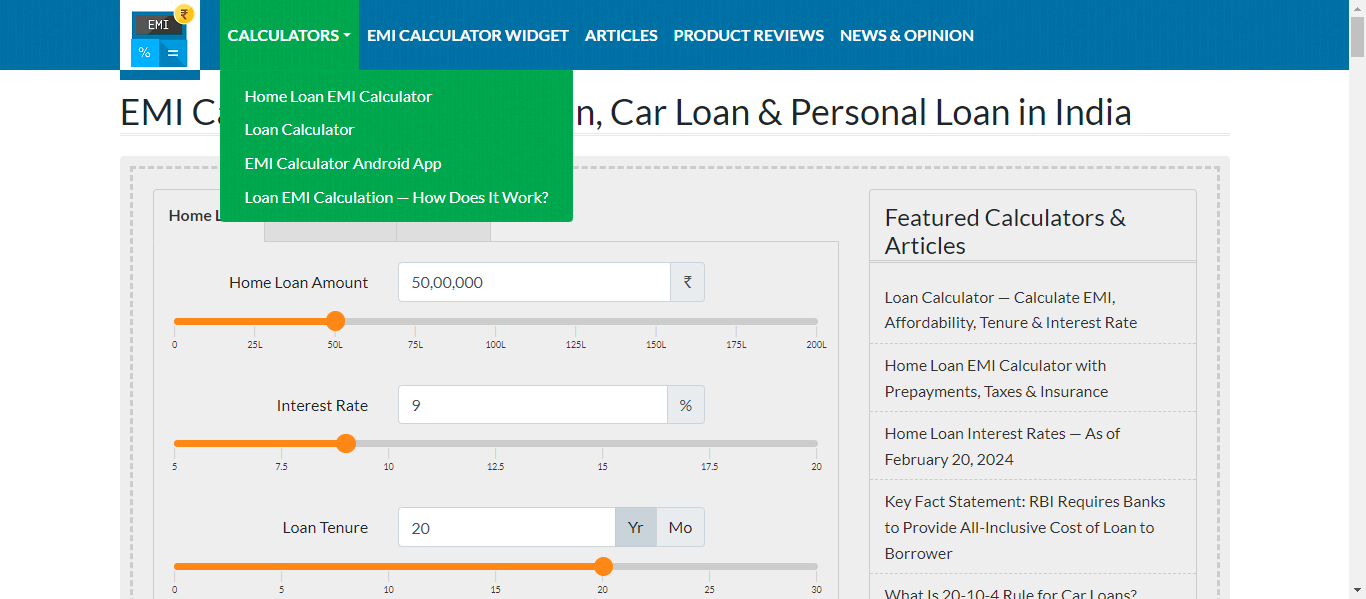 EMI
₹
%
=
CALCULATORS
EMI CALCULATOR WIDGET
ARTICLES
PRODUCT REVIEWS
NEWS & OPINION
Home Loan EMI Calculator
Loan Calculator
EMI Calculator Android App
Loan EMI Calculation — How Does It Work?
EMI n, Car Loan & Personal Loan in India
Home
Home Loan Amount
50,00,000
₹
0 25L 50L 75L 100L 125L 150L 175L 200L
Interest Rate
9
%
5 7.5 10 12.5 15 17.5 20
Loan Tenure
20
Yr
Mo
0 5 10 15 20 25 30
Featured Calculators &
Articles
Loan Calculator — Calculate EMI,
Affordability, Tenure & Interest Rate
Home Loan EMI Calculator with
Prepayments, Taxes & Insurance
Home Loan Interest Rates — As of
February 20, 2024
Key Fact Statement: RBI Requires Banks
to Provide All-Inclusive Cost of Loan to
Borrower
What Is 20-10-4 Rule for Car Loans?